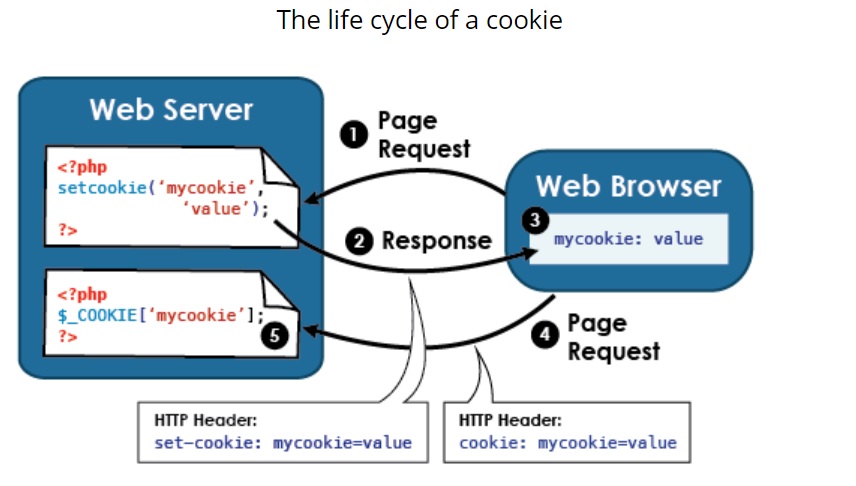 The life cycle of a cookie
Web Server
<?php
setcookie(‘mycookie’,
‘value’);
?>
<?php
$_COOKIE[‘mycookie’];
?>
5
1 Page
Request
2 Response
Web Browser
3
mycookie: value
4 Page
Request
HTTP Header:
set-cookie: mycookie=value
HTTP Header:
cookie: mycookie=value